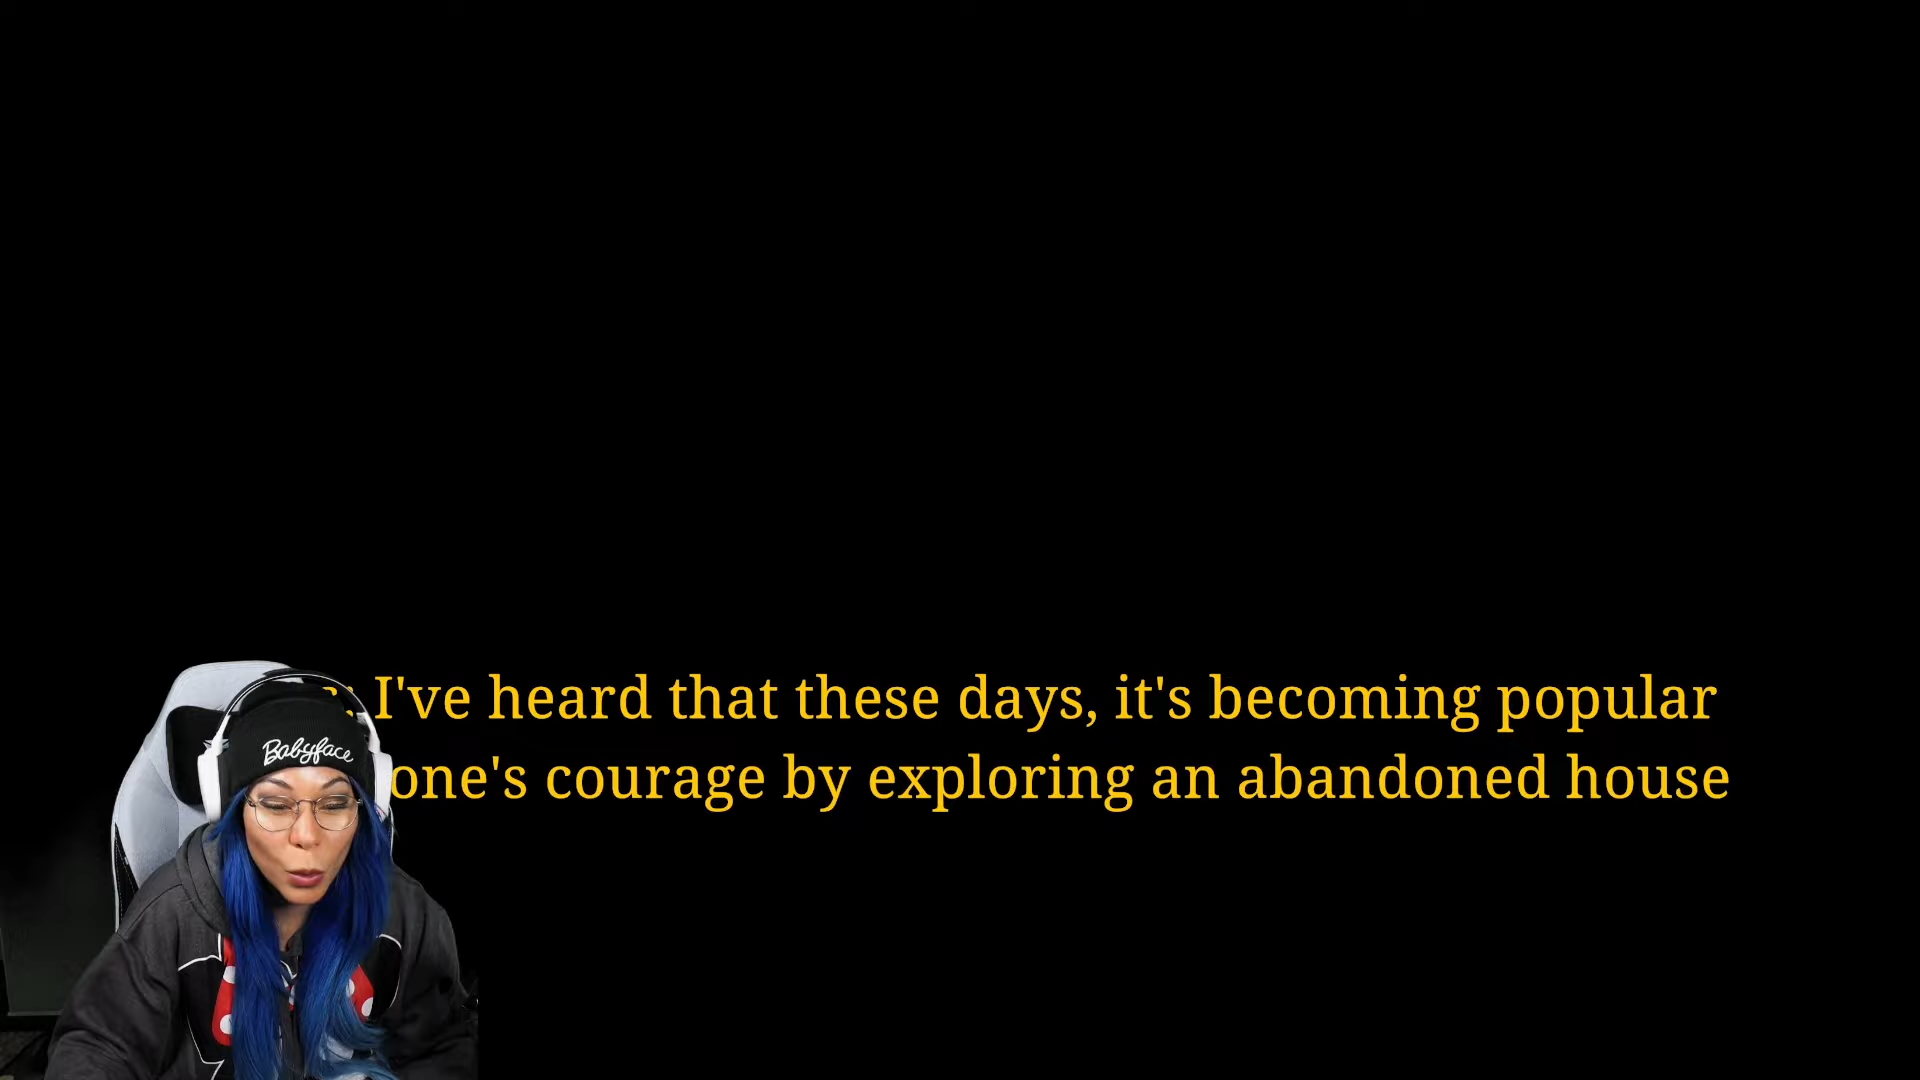 I've heard that these days, it's becoming popular
one's courage by exploring an abandoned house
Babyface